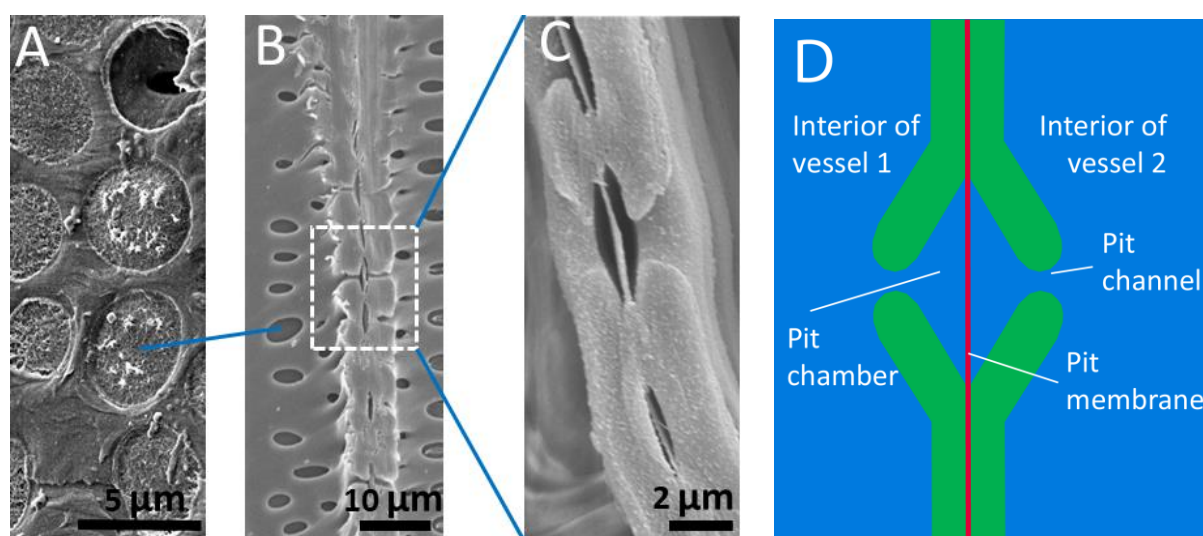 A
B
C
D
Interior of
vessel 1
Interior of
vessel 2
Pit
channel
Pit
chamber
Pit
membrane
5 μm
10 μm
2 μm